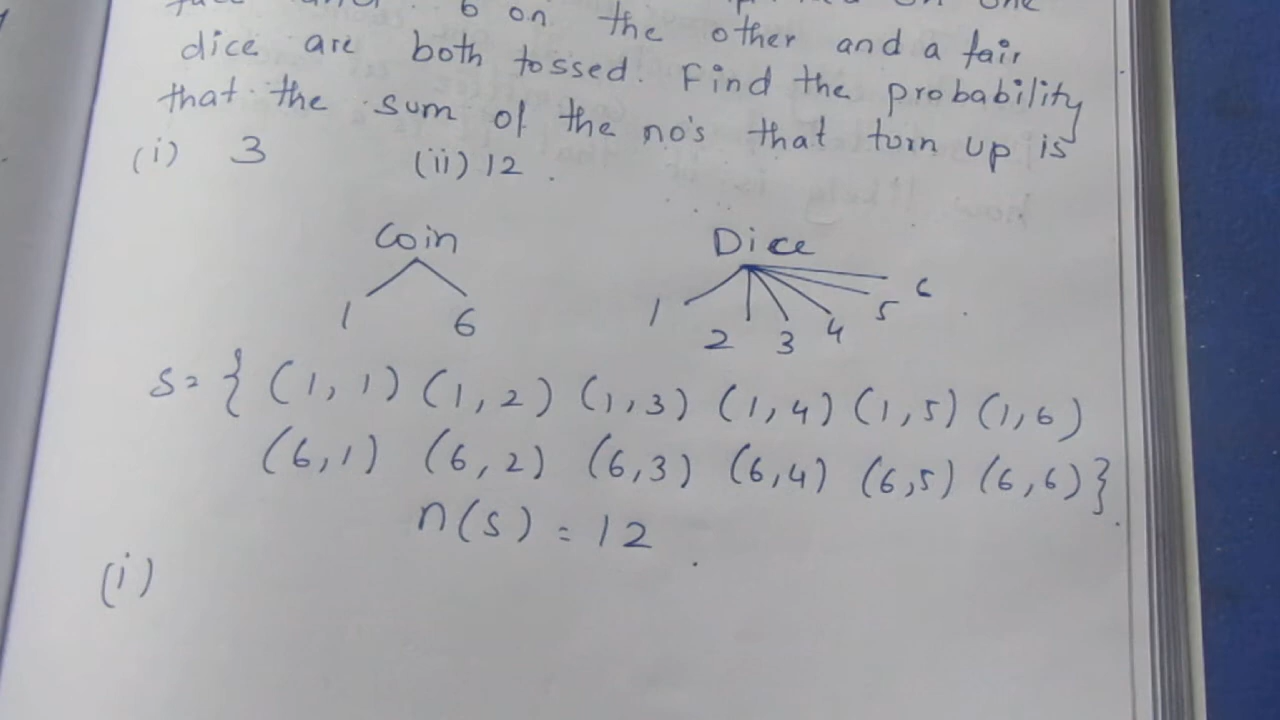 6 on the other and a fair
dice are both tossed. Find the probability
that the sum of the no's that turn up is
(i) 3 (ii) 12.
Coin Dice
1 6 1 2 3 4 5 6
S = { (1, 1) (1, 2) (1, 3) (1, 4) (1, 5) (1, 6)
(6, 1) (6, 2) (6, 3) (6, 4) (6, 5) (6, 6) }
n(s) = 12
(i)